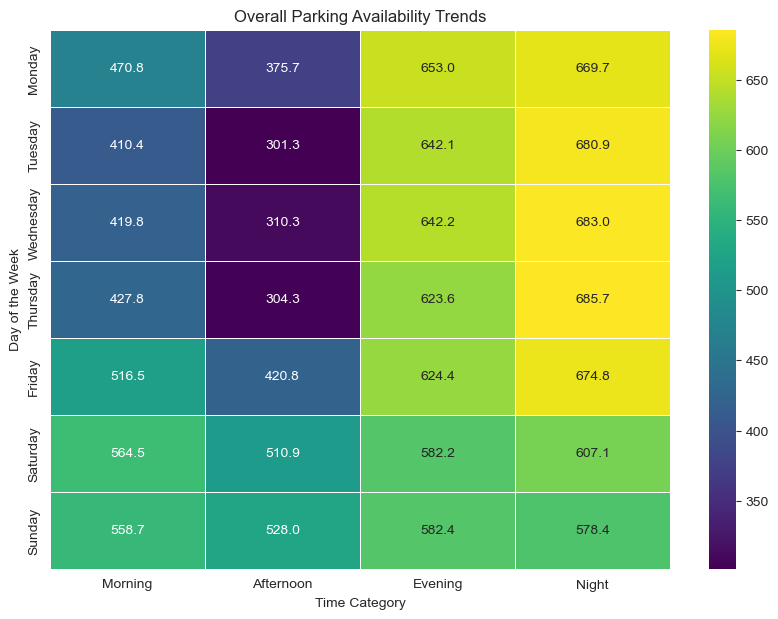 Overall Parking Availability Trends
Day of the Week
Monday 470.8 375.7 653.0 669.7
Tuesday 410.4 301.3 642.1 680.9
Wednesday 419.8 310.3 642.2 683.0
Thursday 427.8 304.3 623.6 685.7
Friday 516.5 420.8 624.4 674.8
Saturday 564.5 510.9 582.2 607.1
Sunday 558.7 528.0 582.4 578.4
Morning Afternoon Evening Night
Time Category
650
600
550
500
450
400
350